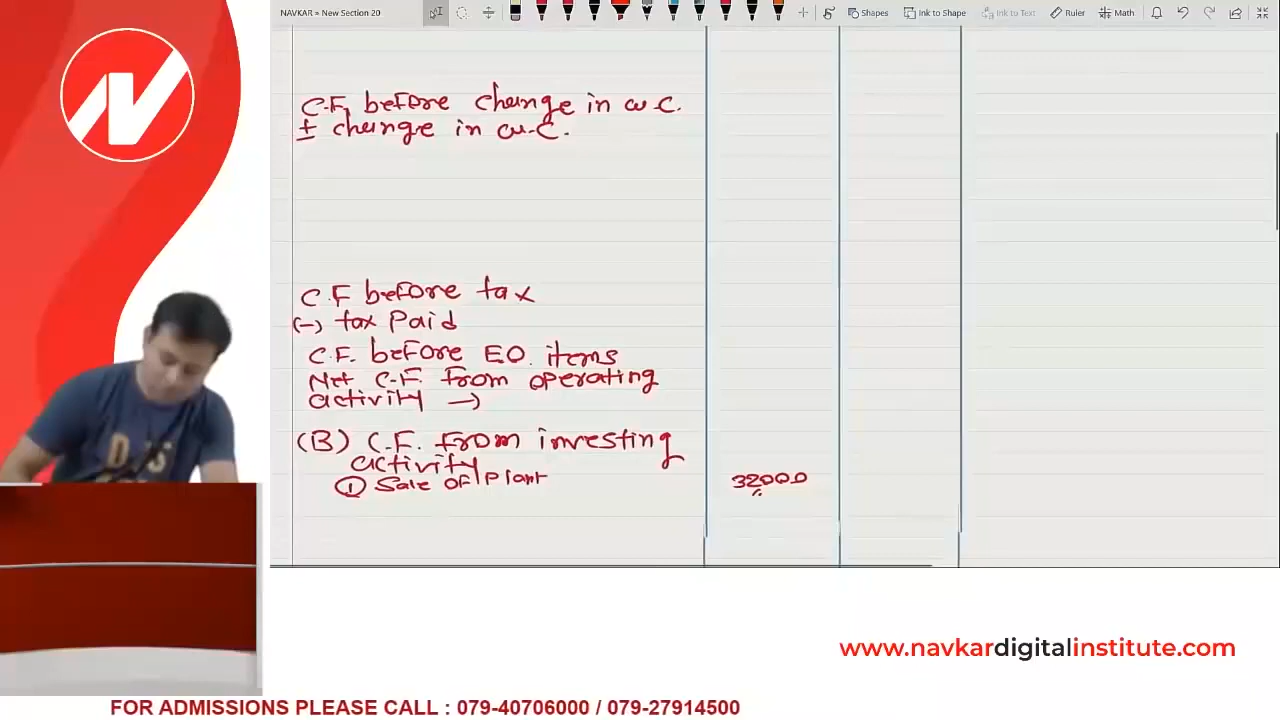 NAVKAR » New Section 20
Shapes
Ink to Shape
Ink to Text
Ruler
Math
C.F. before change in w.C.
± change in w.C.
C.F before tax
(-) tax Paid
C.F. before E.O. items
Net C.F. From operating
activity →
(B) C.F. from investing
activity
① Sale of Plant 32000
www.navkardigitalinstitute.com
FOR ADMISSIONS PLEASE CALL : 079-40706000 / 079-27914500